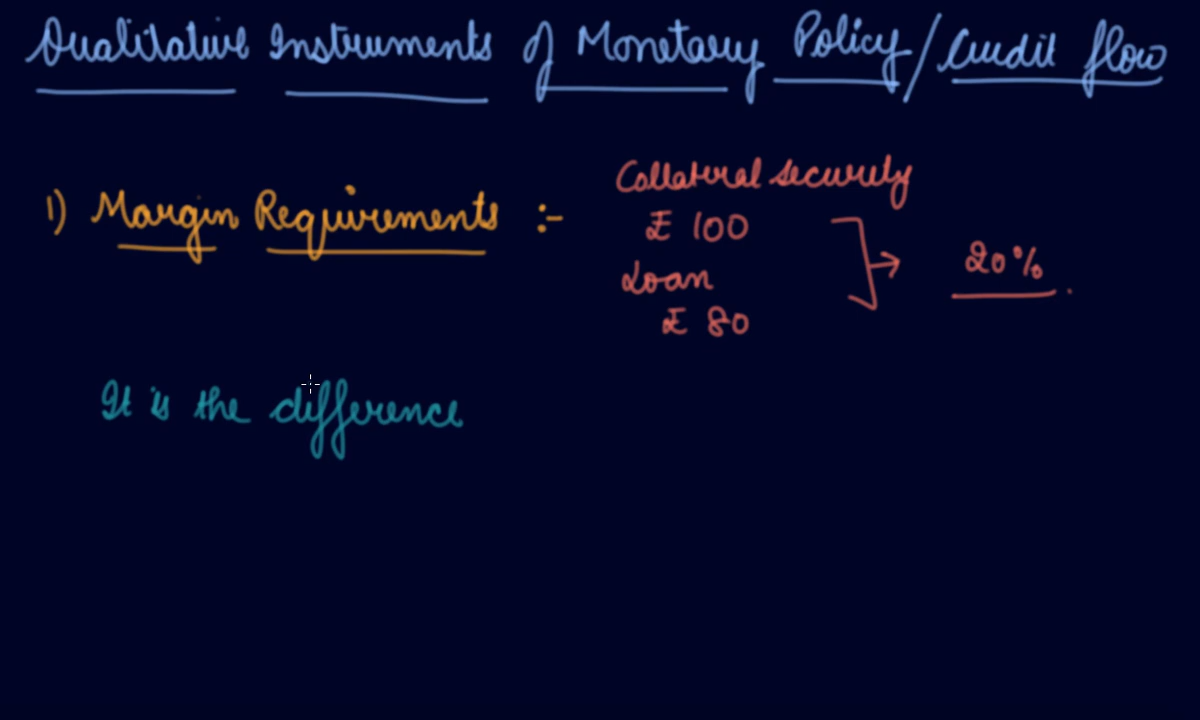 Qualitative Instruments of Monetary Policy/Credit flow
1) Margin Requirements :-
Collateral security
£ 100
Loan
£ 80
20%.
It is the difference